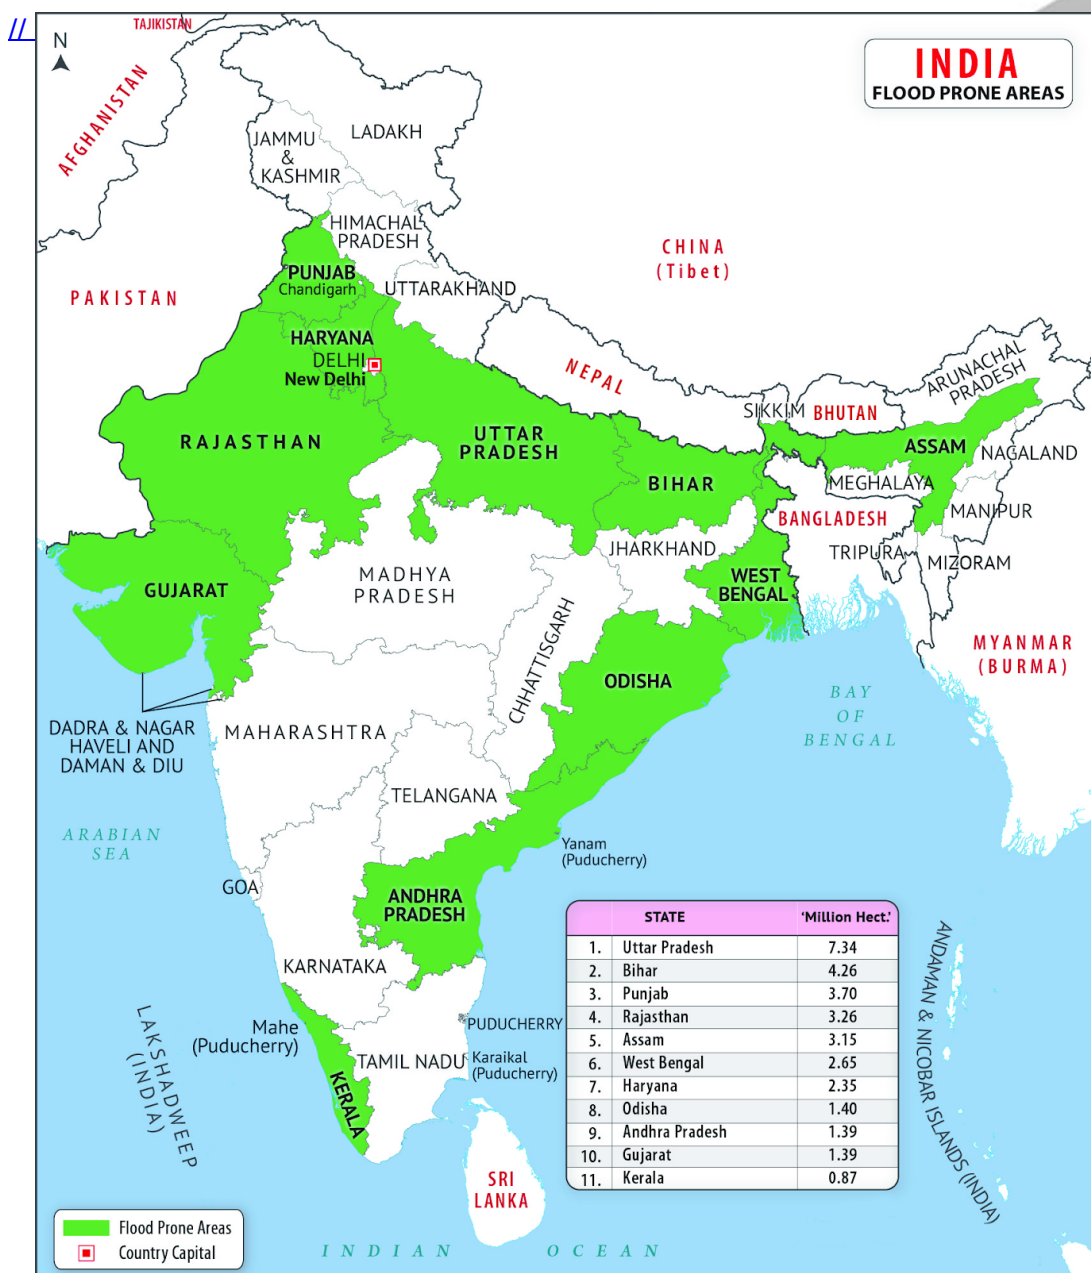 //
TAJIKISTAN
N
INDIA
FLOOD PRONE AREAS
AFGHANISTAN
LADAKH
JAMMU
&
KASHMIR
HIMACHAL
PRADESH
CHINA
(Tibet)
PUNJAB
Chandigarh
UTTARAKHAND
PAKISTAN
HARYANA
DELHI
New Delhi
NEPAL
ARUNACHAL
PRADESH
SIKKIM
BHUTAN
RAJASTHAN
UTTAR
PRADESH
ASSAM
NAGALAND
BIHAR
MEGHALAYA
MANIPUR
BANGLADESH
JHARKHAND
TRIPURA
MIZORAM
GUJARAT
MADHYA
PRADESH
WEST
BENGAL
CHHATTISGARH
MYANMAR
(BURMA)
ODISHA
BAY
OF
BENGAL
DADRA & NAGAR
HAVELI AND
DAMAN & DIU
MAHARASHTRA
TELANGANA
ARABIAN
SEA
Yanam
(Puducherry)
GOA
ANDHRA
PRADESH
STATE 'Million Hect.'
1. Uttar Pradesh 7.34
2. Bihar 4.26
3. Punjab 3.70
4. Rajasthan 3.26
5. Assam 3.15
6. West Bengal 2.65
7. Haryana 2.35
8. Odisha 1.40
9. Andhra Pradesh 1.39
10. Gujarat 1.39
11. Kerala 0.87
ANDAMAN & NICOBAR ISLANDS (INDIA)
KARNATAKA
LAKSHADWEEP
(INDIA)
Mahe
(Puducherry)
PUDUCHERRY
TAMIL NADU
Karaikal
(Puducherry)
KERALA
SRI
LANKA
Flood Prone Areas
Country Capital
INDIAN OCEAN